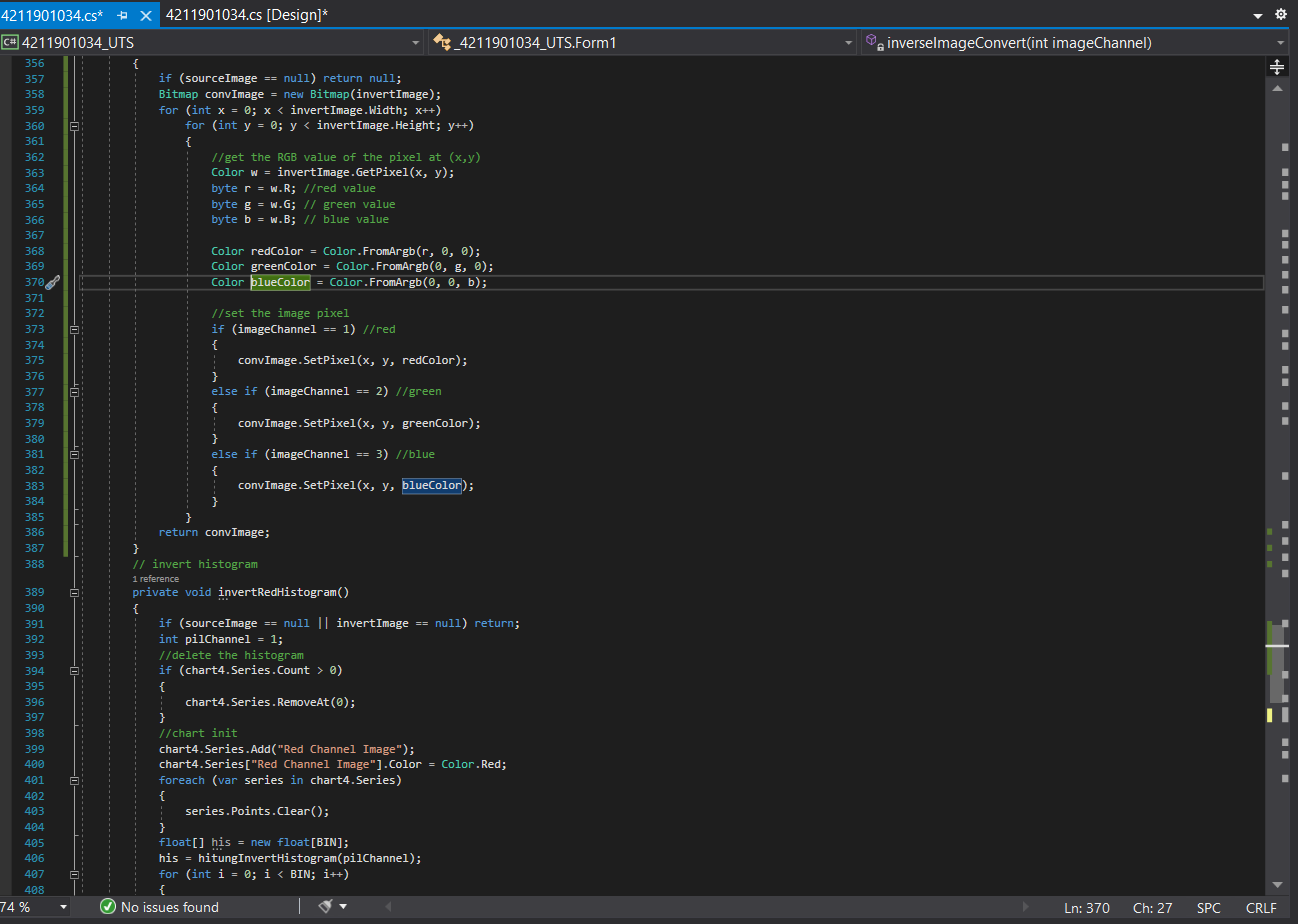 4211901034.cs* 4211901034.cs [Design]*
C# 4211901034_UTS _4211901034_UTS.Form1 inverseImageConvert(int imageChannel)
356 {
357 if (sourceImage == null) return null;
358 Bitmap convImage = new Bitmap(invertImage);
359 for (int x = 0; x < invertImage.Width; x++)
360 for (int y = 0; y < invertImage.Height; y++)
361 {
362 //get the RGB value of the pixel at (x,y)
363 Color w = invertImage.GetPixel(x, y);
364 byte r = w.R; //red value
365 byte g = w.G; // green value
366 byte b = w.B; // blue value
367
368 Color redColor = Color.FromArgb(r, 0, 0);
369 Color greenColor = Color.FromArgb(0, g, 0);
370 Color blueColor = Color.FromArgb(0, 0, b);
371
372 //set the image pixel
373 if (imageChannel == 1) //red
374 {
375 convImage.SetPixel(x, y, redColor);
376 }
377 else if (imageChannel == 2) //green
378 {
379 convImage.SetPixel(x, y, greenColor);
380 }
381 else if (imageChannel == 3) //blue
382 {
383 convImage.SetPixel(x, y, blueColor);
384 }
385 }
386 return convImage;
387 }
388 // invert histogram
1 reference
389 private void invertRedHistogram()
390 {
391 if (sourceImage == null || invertImage == null) return;
392 int pilChannel = 1;
393 //delete the histogram
394 if (chart4.Series.Count > 0)
395 {
396 chart4.Series.RemoveAt(0);
397 }
398 //chart init
399 chart4.Series.Add("Red Channel Image");
400 chart4.Series["Red Channel Image"].Color = Color.Red;
401 foreach (var series in chart4.Series)
402 {
403 series.Points.Clear();
404 }
405 float[] his = new float[BIN];
406 his = hitungInvertHistogram(pilChannel);
407 for (int i = 0; i < BIN; i++)
408 {
74 % No issues found Ln: 370 Ch: 27 SPC CRLF